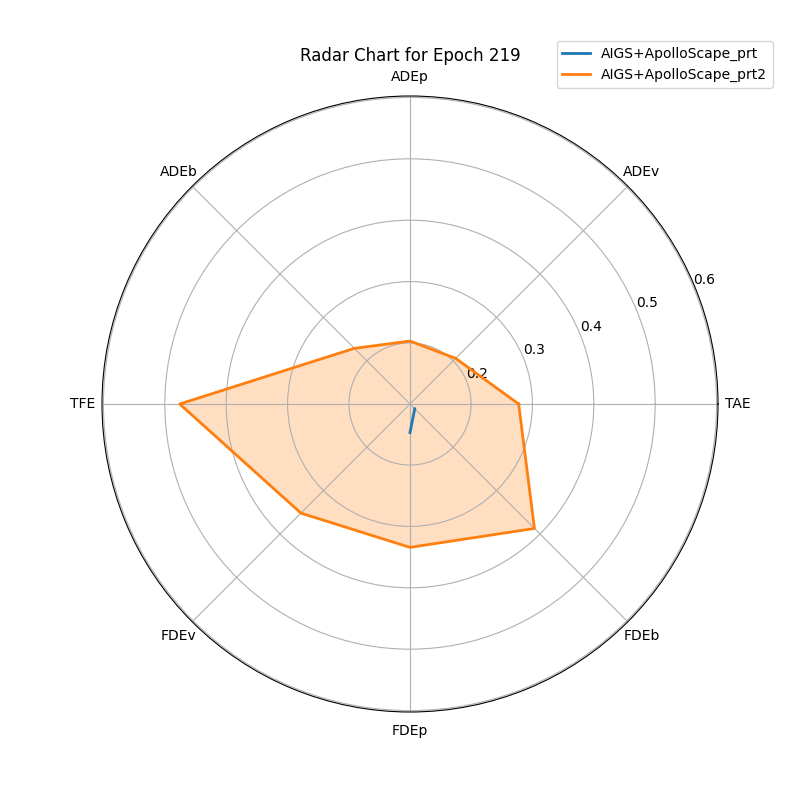 Radar Chart for Epoch 219
AIGS+ApolloScape_prt
AIGS+ApolloScape_prt2
ADEp
ADEb
ADEv
0.6
0.5
0.4
0.3
0.2
TFE
TAE
FDEv
FDEb
FDEp